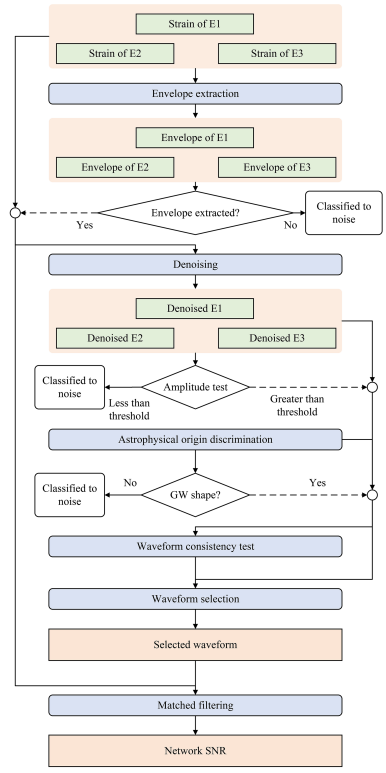 Strain of E1
Strain of E2
Strain of E3
Envelope extraction
Envelope of E1
Envelope of E2
Envelope of E3
Envelope extracted?
Yes
No
Classified to
noise
Denoising
Denoised E1
Denoised E2
Denoised E3
Classified to
noise
Amplitude test
Less than
threshold
Greater than
threshold
Astrophysical origin discrimination
Classified to
noise
No
GW shape?
Yes
Waveform consistency test
Waveform selection
Selected waveform
Matched filtering
Network SNR